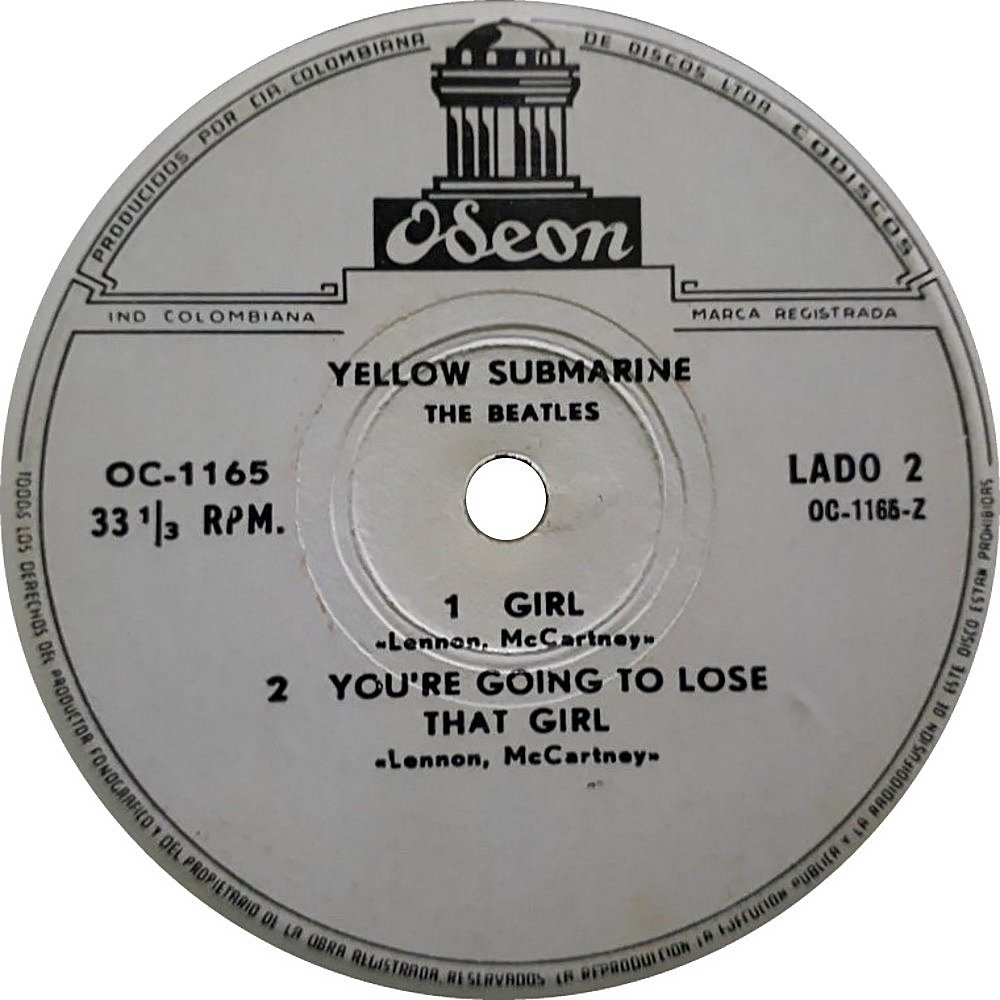 PRODUCIDOS POR CIA. COLOMBIANA DE DISCOS LTDA CODISCOS
Odeon
IND COLOMBIANA
MARCA REGISTRADA
YELLOW SUBMARINE
THE BEATLES
OC-1165
33 1/3 RPM.
LADO 2
OC-1165-Z
1 GIRL
«Lennon, McCartney»
2 YOU'RE GOING TO LOSE
THAT GIRL
«Lennon, McCartney»
TODOS LOS DERECHOS DEL PRODUCTOR FONOGRAFICO Y DEL PROPIETARIO DE LA OBRA REGISTRADA, RESERVADOS. LA REPRODUCCION LA EJECUCION PUBLICA Y LA RADIODIFUSION DE ESTE DISCO ESTAN PROHIBIDAS